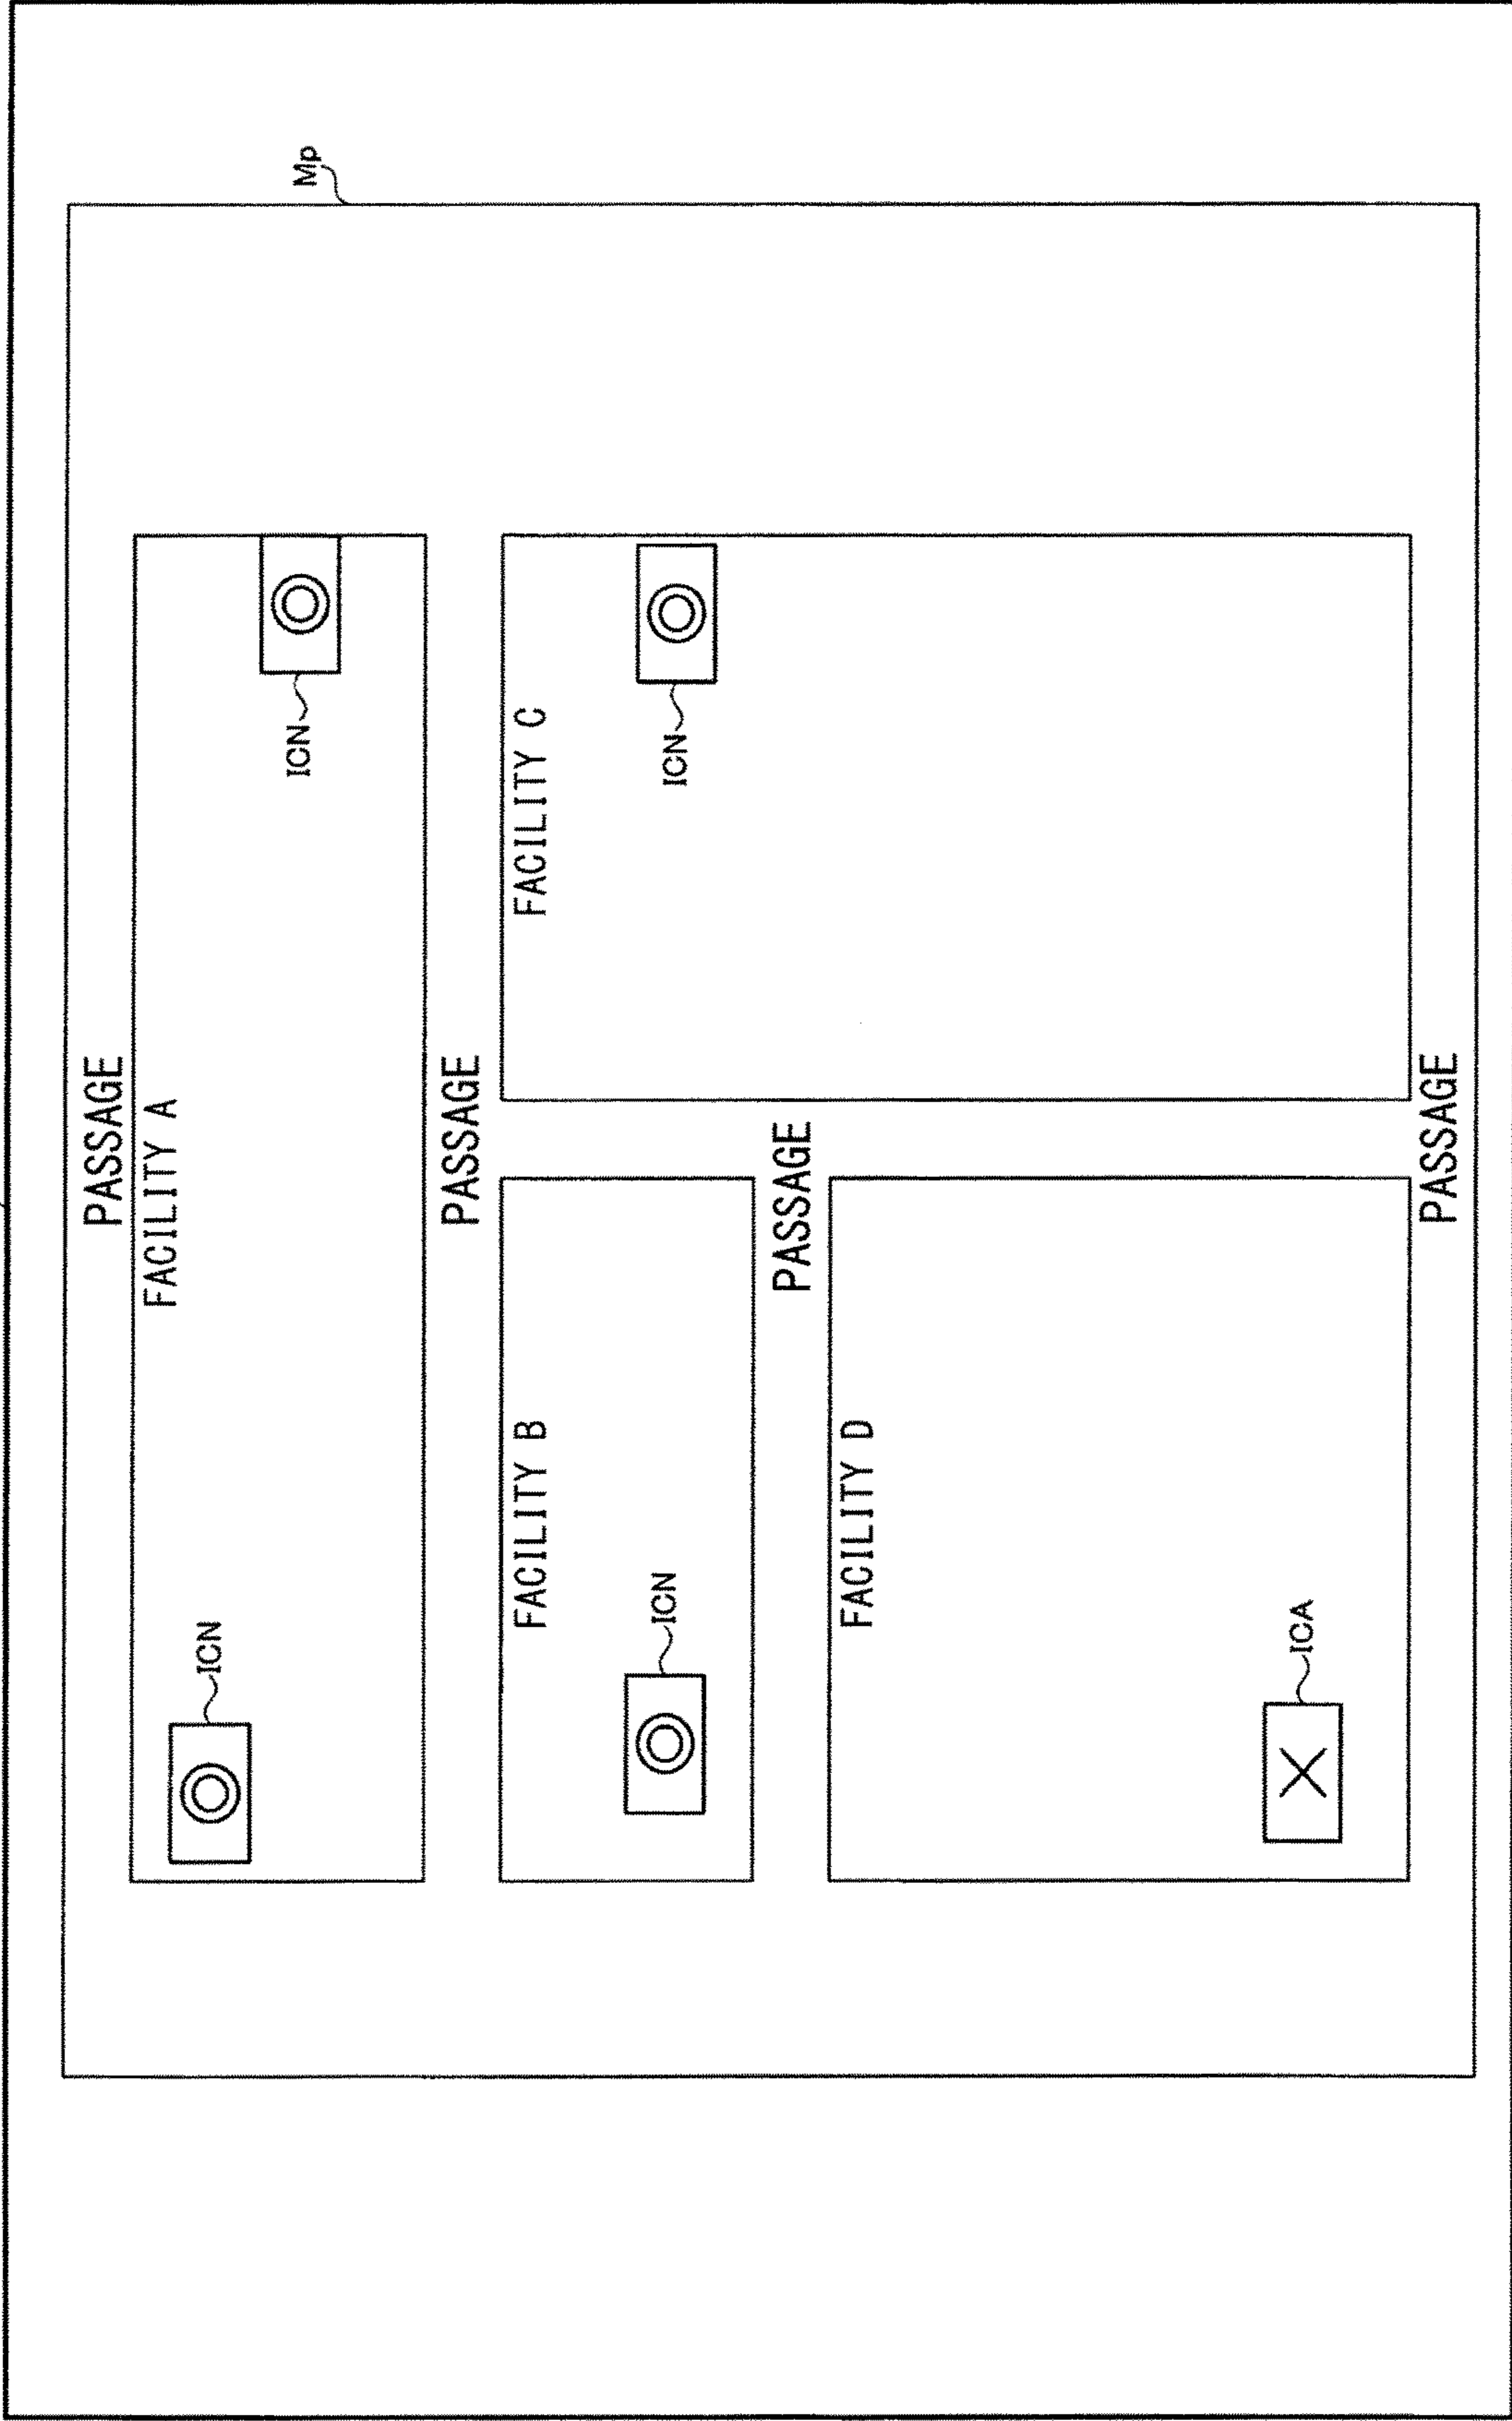 Mp
PASSAGE
FACILITY A
ICN
ICN
PASSAGE
FACILITY B
FACILITY C
ICN
ICN
PASSAGE
FACILITY D
ICA
PASSAGE